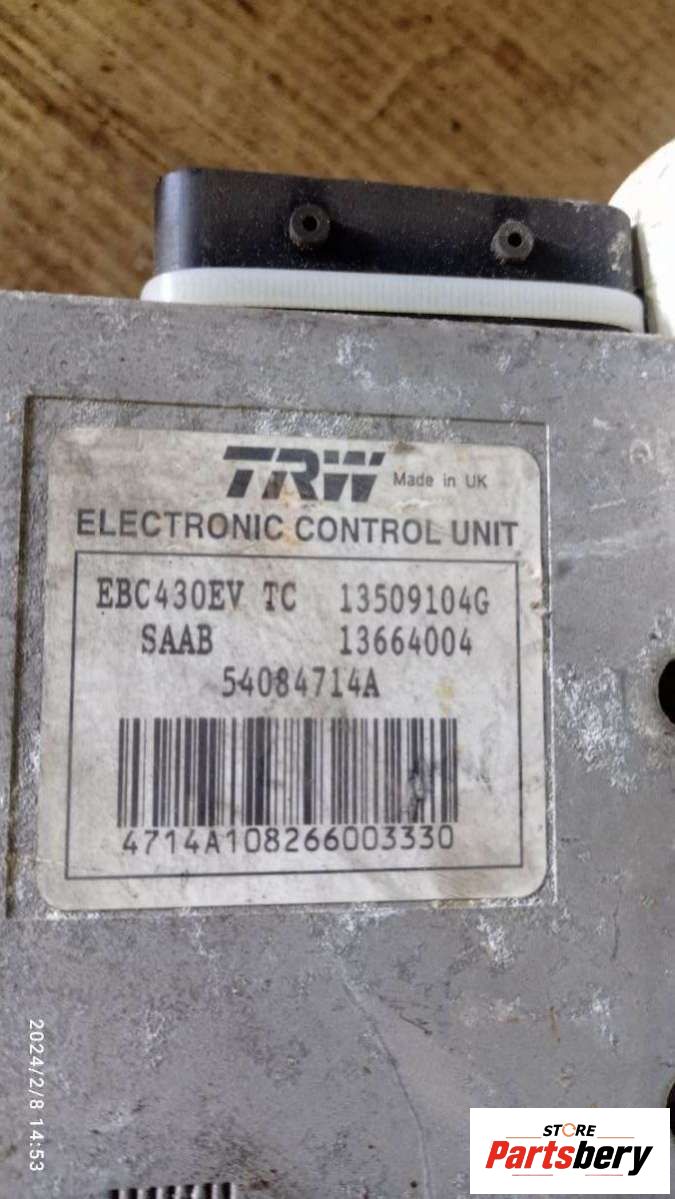 TRW Made in UK
ELECTRONIC CONTROL UNIT
EBC430EV TC 13509104G
SAAB 13664004
54084714A
4714A108266003330
2024/2/8 14:53
STORE
Partsbery